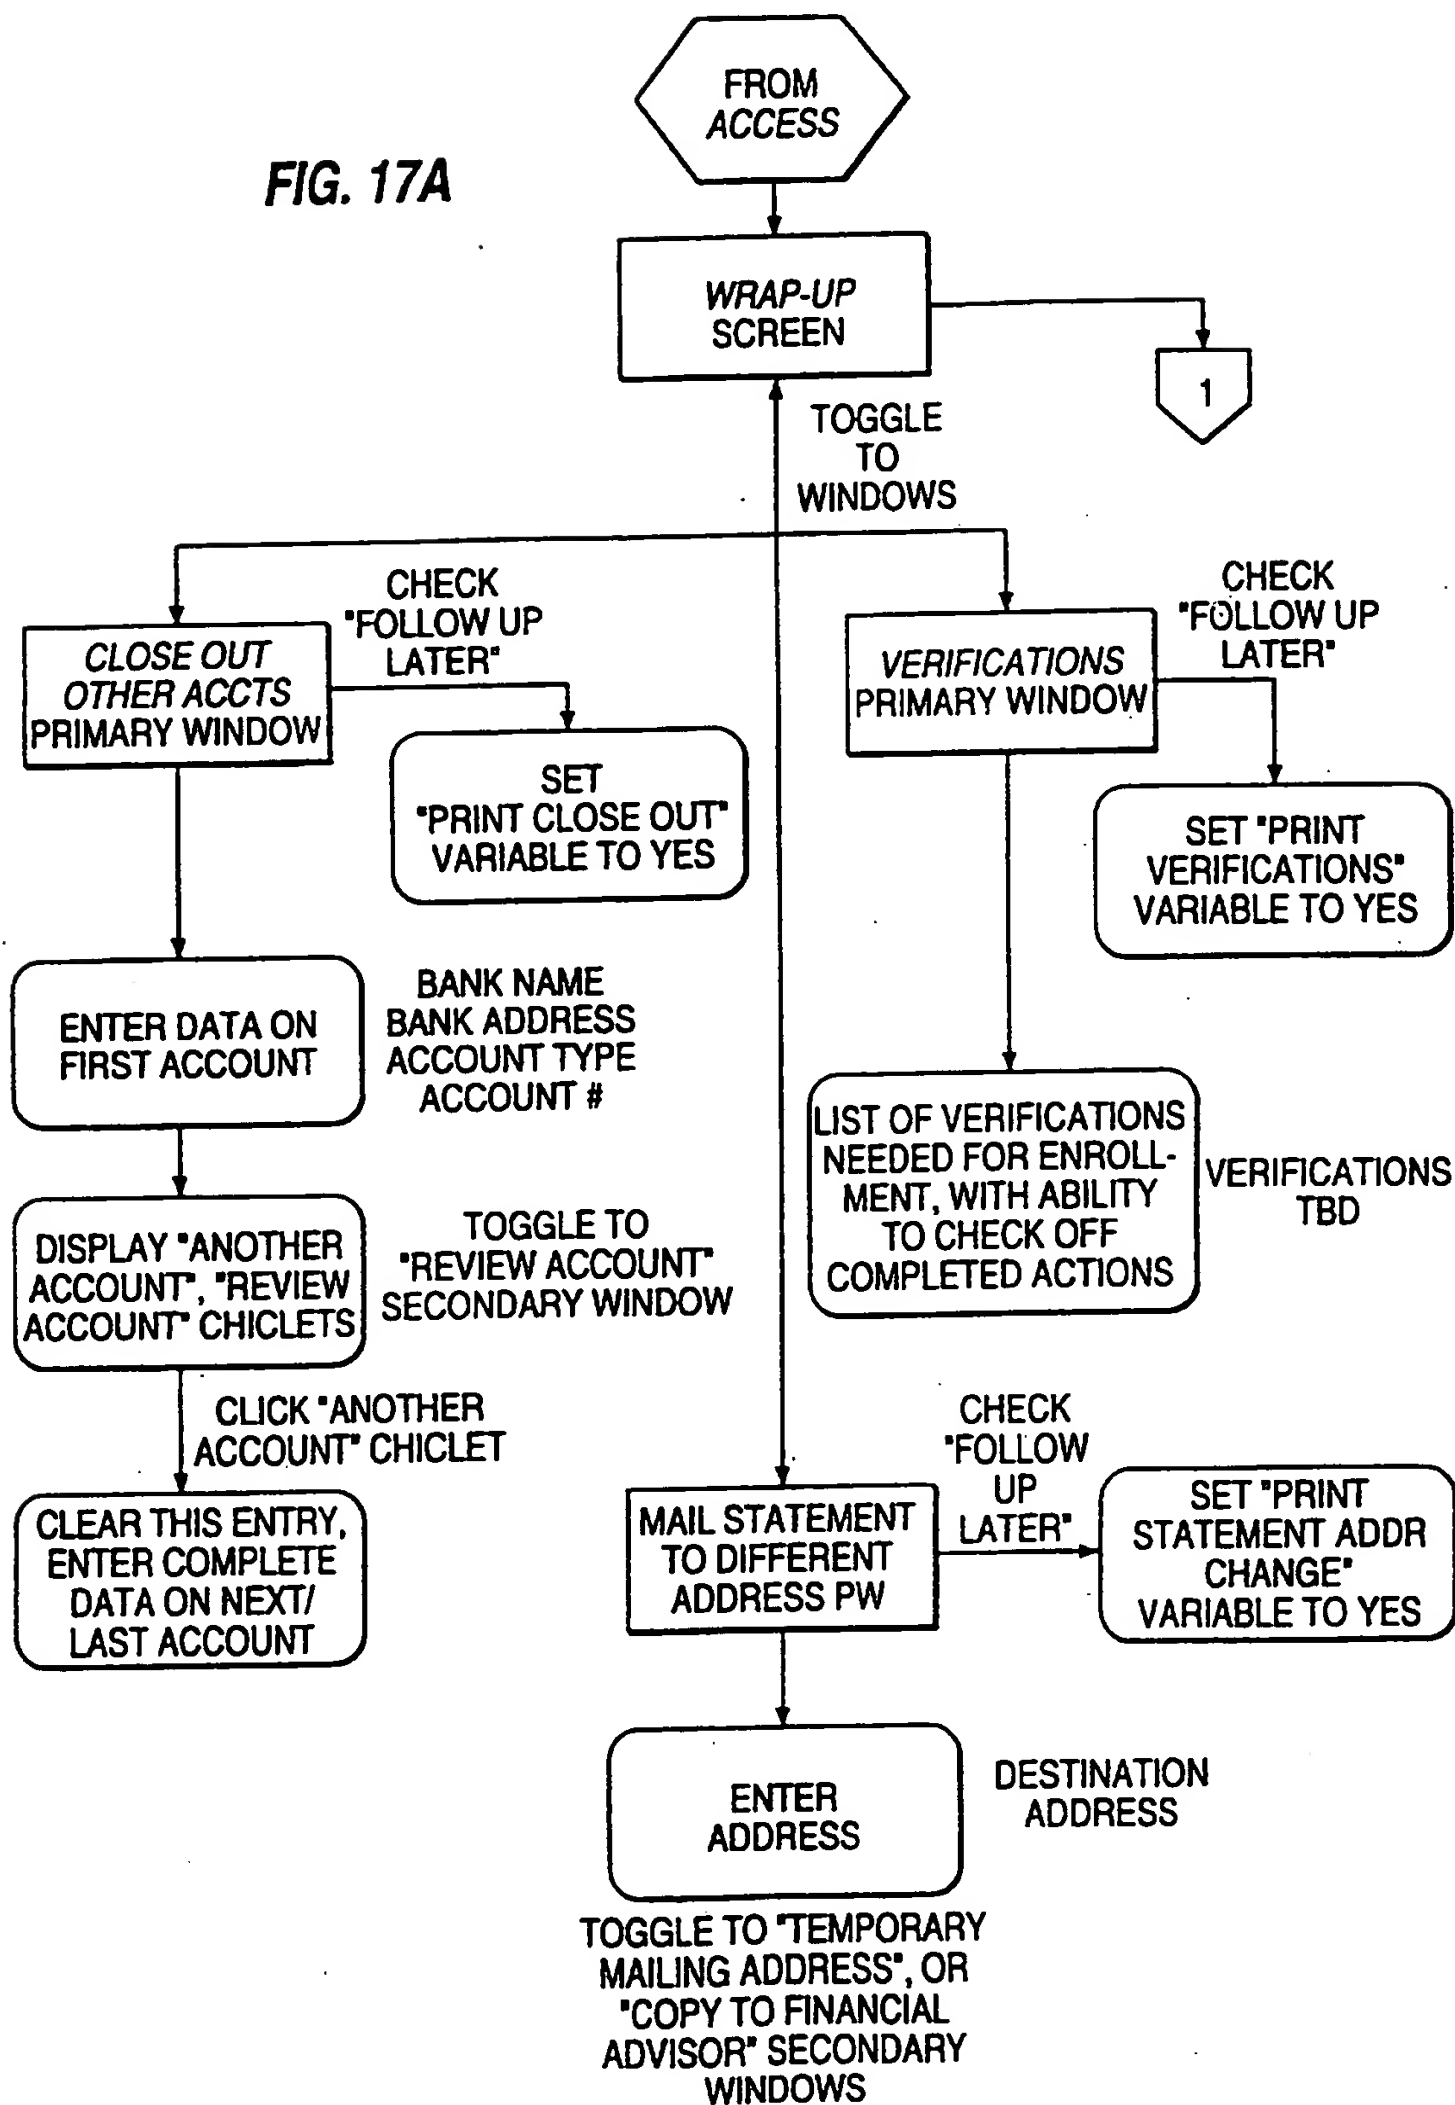 FROM
ACCESS
FIG. 17A
WRAP-UP
SCREEN
1
TOGGLE
TO
WINDOWS
CHECK
"FOLLOW UP
LATER"
CHECK
"FOLLOW UP
LATER"
CLOSE OUT
OTHER ACCTS
PRIMARY WINDOW
VERIFICATIONS
PRIMARY WINDOW
SET
"PRINT CLOSE OUT"
VARIABLE TO YES
SET "PRINT
VERIFICATIONS"
VARIABLE TO YES
ENTER DATA ON
FIRST ACCOUNT
BANK NAME
BANK ADDRESS
ACCOUNT TYPE
ACCOUNT #
LIST OF VERIFICATIONS
NEEDED FOR ENROLL-
MENT, WITH ABILITY
TO CHECK OFF
COMPLETED ACTIONS
VERIFICATIONS
TBD
DISPLAY "ANOTHER
ACCOUNT", "REVIEW
ACCOUNT" CHICLETS
TOGGLE TO
"REVIEW ACCOUNT"
SECONDARY WINDOW
CLICK "ANOTHER
ACCOUNT" CHICLET
CLEAR THIS ENTRY,
ENTER COMPLETE
DATA ON NEXT/
LAST ACCOUNT
MAIL STATEMENT
TO DIFFERENT
ADDRESS PW
CHECK
"FOLLOW
UP
LATER"
SET "PRINT
STATEMENT ADDR
CHANGE"
VARIABLE TO YES
ENTER
ADDRESS
DESTINATION
ADDRESS
TOGGLE TO "TEMPORARY
MAILING ADDRESS", OR
"COPY TO FINANCIAL
ADVISOR" SECONDARY
WINDOWS